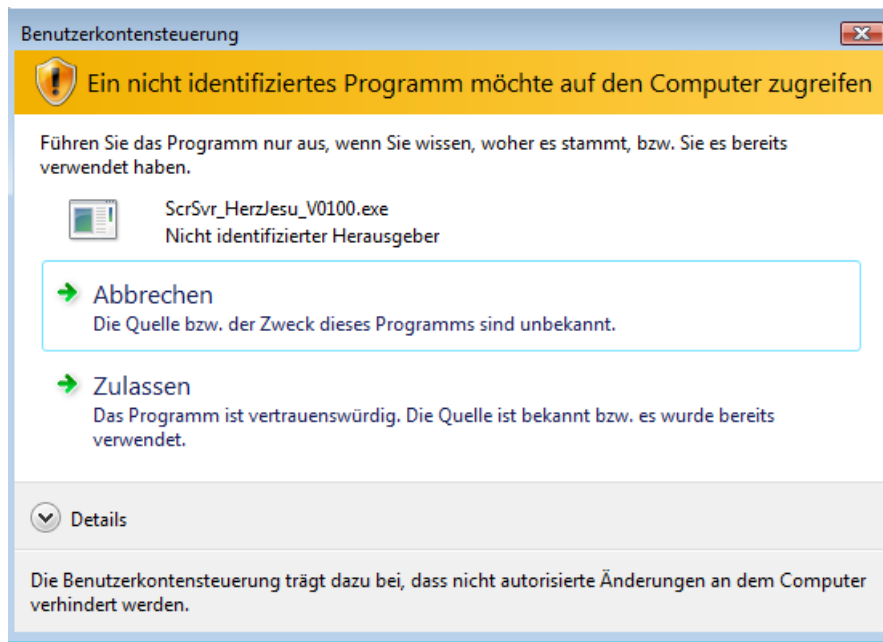 Benutzerkontensteuerung
Ein nicht identifiziertes Programm möchte auf den Computer zugreifen
Führen Sie das Programm nur aus, wenn Sie wissen, woher es stammt, bzw. Sie es bereits
verwendet haben.
ScrSvr_HerzJesu_V0100.exe
Nicht identifizierter Herausgeber
Abbrechen
Die Quelle bzw. der Zweck dieses Programms sind unbekannt.
Zulassen
Das Programm ist vertrauenswürdig. Die Quelle ist bekannt bzw. es wurde bereits
verwendet.
Details
Die Benutzerkontensteuerung trägt dazu bei, dass nicht autorisierte Änderungen an dem Computer
verhindert werden.